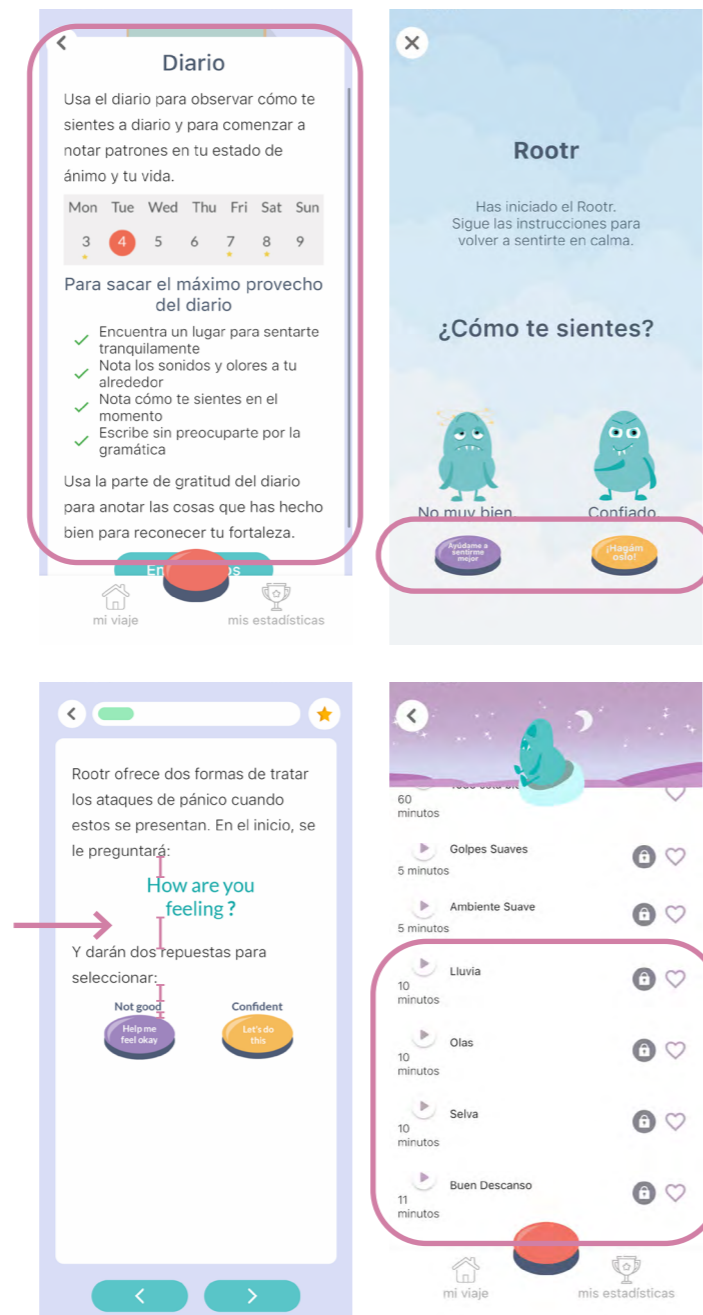 Diario
Usa el diario para observar cómo te
sientes a diario y para comenzar a
notar patrones en tu estado de
ánimo y tu vida.
Mon Tue Wed Thu Fri Sat Sun
3 4 5 6 7 8 9
Para sacar el máximo provecho
del diario
Encuentra un lugar para sentarte
tranquilamente
Nota los sonidos y olores a tu
alrededor
Nota cómo te sientes en el
momento
Escribe sin preocuparte por la
gramática
Usa la parte de gratitud del diario
para anotar las cosas que has hecho
bien para reconocer tu fortaleza.
mi viaje
mis estadísticas
Rootr
Has iniciado el Rootr.
Sigue las instrucciones para
volver a sentirte en calma.
¿Cómo te sientes?
No muy bien
Confiado
Ayúdame a
sentirme
mejor
¡Hagám
oslo!
Rootr ofrece dos formas de tratar
los ataques de pánico cuando
estos se presentan. En el inicio, se
le preguntará:
How are you
feeling ?
Y darán dos repuestas para
seleccionar:
Not good
Confident
Help me
feel okay
Let's do
this
60
minutos
Golpes Suaves
5 minutos
Ambiente Suave
5 minutos
Lluvia
10
minutos
Olas
10
minutos
Selva
10
minutos
Buen Descanso
11
minutos
mi viaje
mis estadísticas